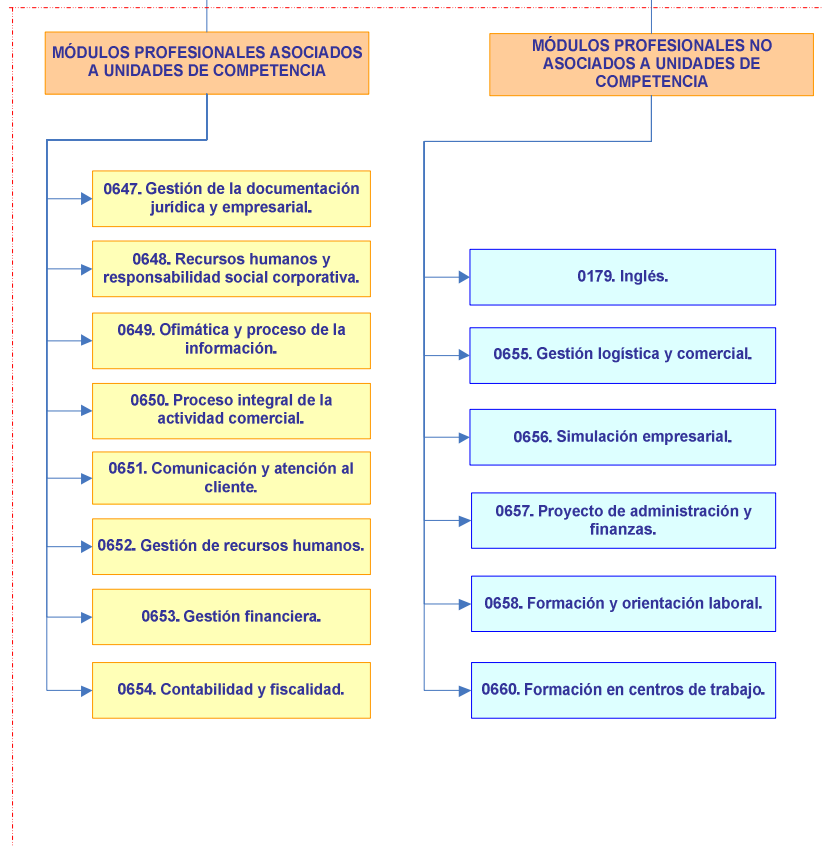 MÓDULOS PROFESIONALES ASOCIADOS
A UNIDADES DE COMPETENCIA
0647. Gestión de la documentación
jurídica y empresarial.
0648. Recursos humanos y
responsabilidad social corporativa.
0649. Ofimática y proceso de la
información.
0650. Proceso integral de la
actividad comercial.
0651. Comunicación y atención al
cliente.
0652. Gestión de recursos humanos.
0653. Gestión financiera.
0654. Contabilidad y fiscalidad.
MÓDULOS PROFESIONALES NO
ASOCIADOS A UNIDADES DE
COMPETENCIA
0179. Inglés.
0655. Gestión logística y comercial.
0656. Simulación empresarial.
0657. Proyecto de administración y
finanzas.
0658. Formación y orientación laboral.
0660. Formación en centros de trabajo.